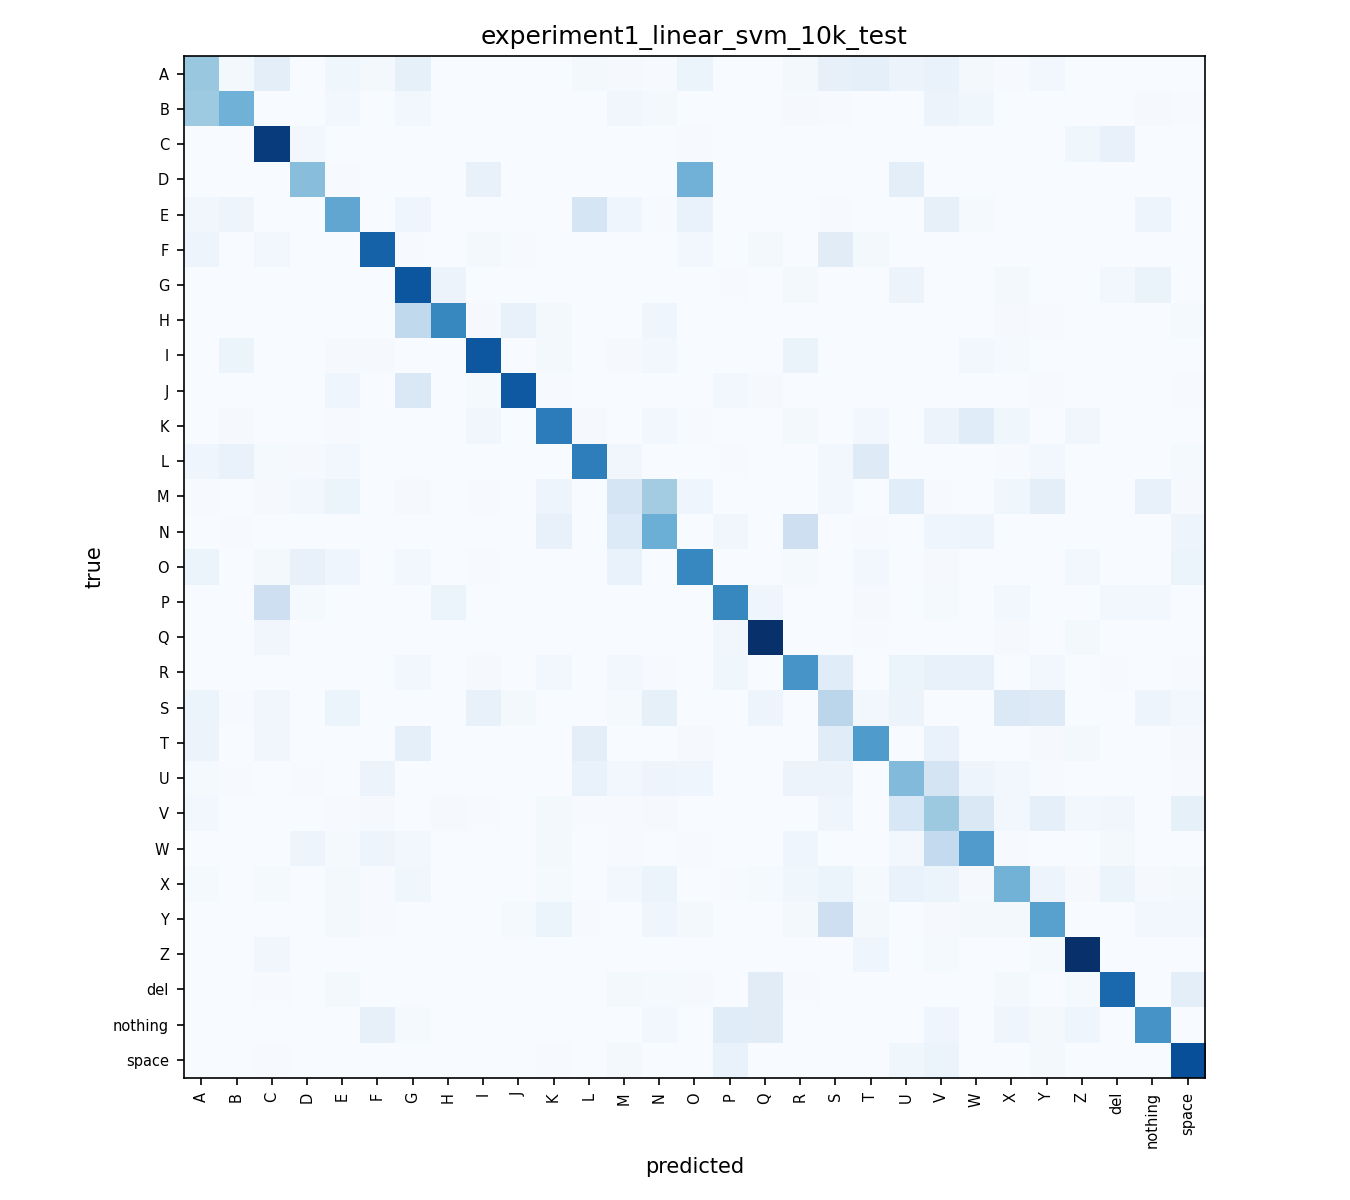 experiment1_linear_svm_10k_test
true
A
B
C
D
E
F
G
H
I
J
K
L
M
N
O
P
Q
R
S
T
U
V
W
X
Y
Z
del
nothing
space
A B C D E F G H I J K L M N O P Q R S T U V W X Y Z del nothing space
predicted